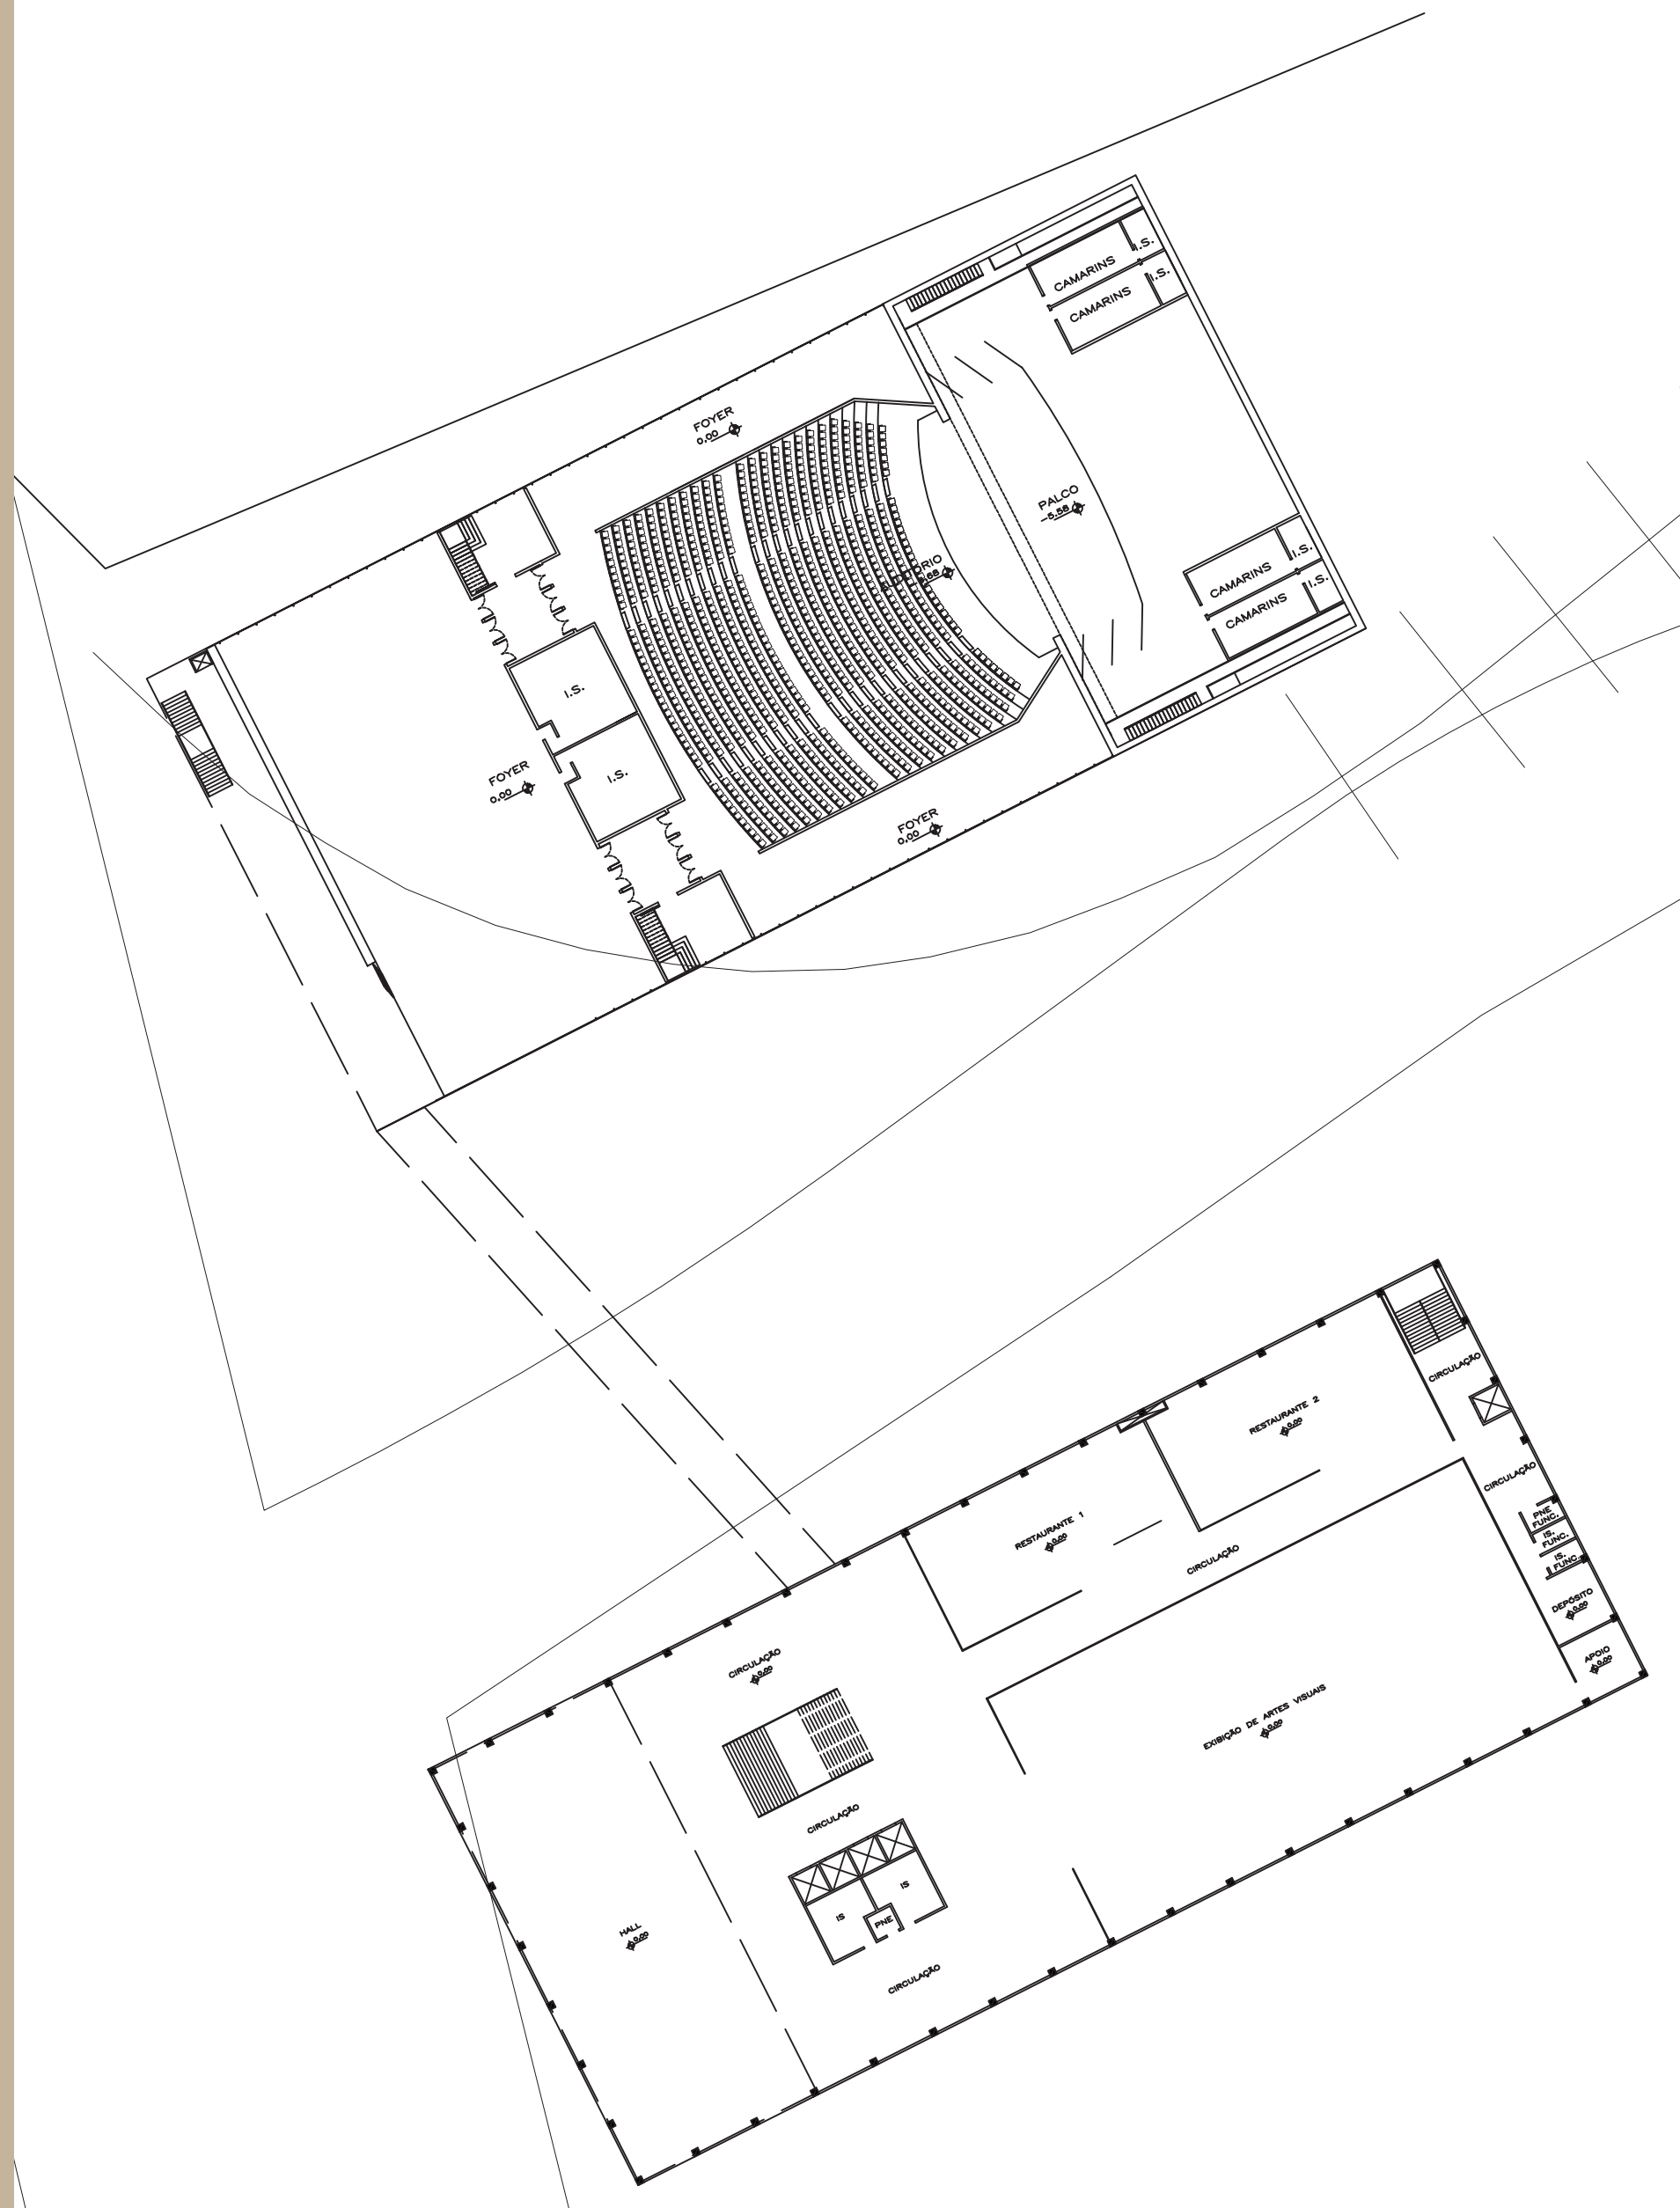 I.S.
CAMARINS
I.S.
CAMARINS
FOYER
0.00
PALCO
-5.58
I.S.
CAMARINS
I.S.
CAMARINS
I.S.
I.S.
FOYER
0.00
FOYER
0.00
CIRCULAÇÃO
RESTAURANTE 2
0.00
CIRCULAÇÃO
RESTAURANTE 1
0.00
PNE
FUNC.
IS.
FUNC.
IS.
FUNC.
CIRCULAÇÃO
DEPÓSITO
0.00
APOIO
0.00
CIRCULAÇÃO
0.00
EXIBIÇÃO DE ARTES VISUAIS
0.00
CIRCULAÇÃO
IS
IS
PNE
HALL
0.00
CIRCULAÇÃO